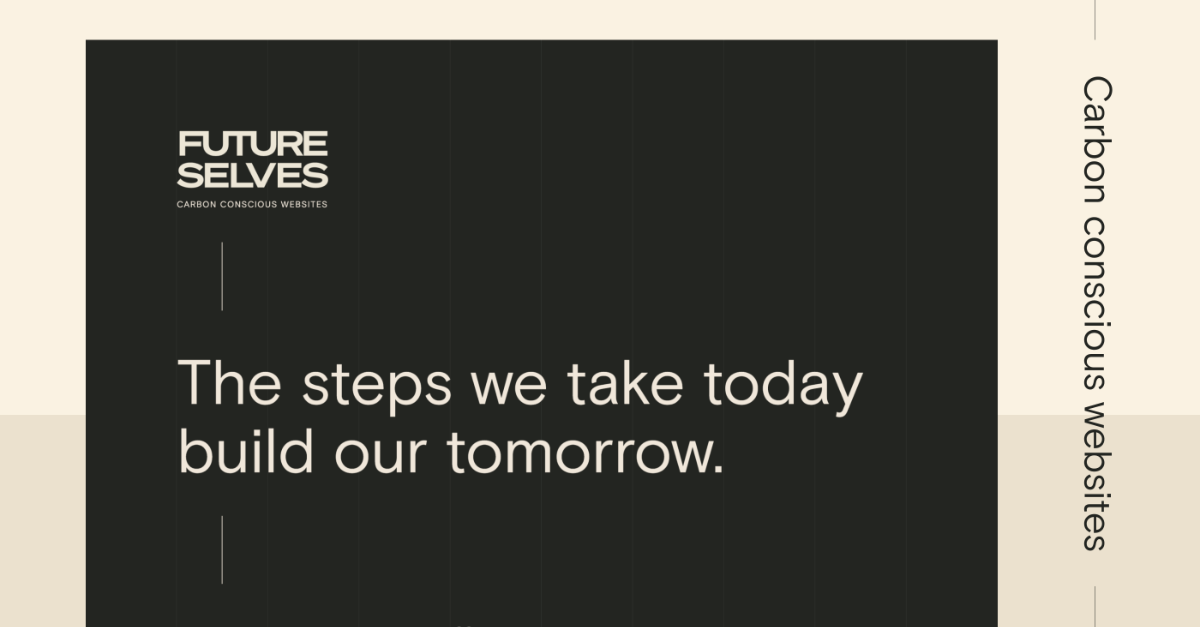 FUTURE
SELVES
CARBON CONSCIOUS WEBSITES
The steps we take today
build our tomorrow.
Carbon conscious websites